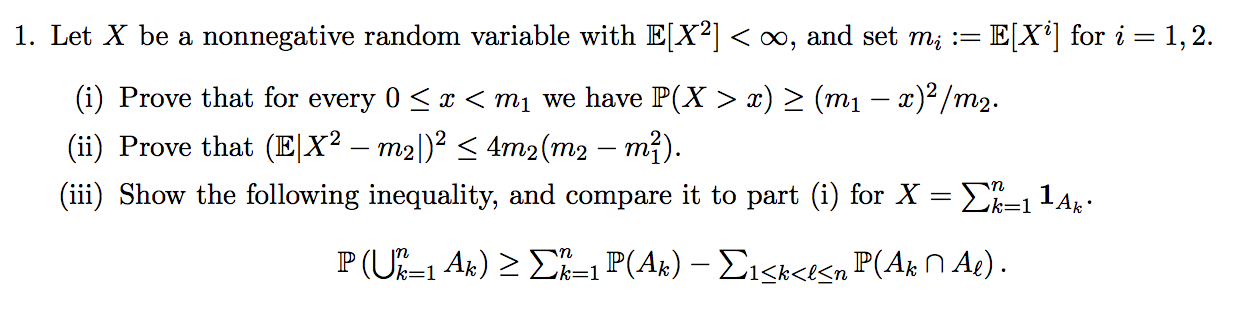 1. Let X be a nonnegative random variable with 𝔼[X²] < ∞, and set mᵢ := 𝔼[Xⁱ] for i = 1, 2.
(i) Prove that for every 0 ≤ x < m₁ we have ℙ(X > x) ≥ (m₁ − x)²/m₂.
(ii) Prove that (𝔼|X² − m₂|)² ≤ 4m₂(m₂ − m₁²).
(iii) Show the following inequality, and compare it to part (i) for X = ∑ₖ₌₁ⁿ 𝟏_{Aₖ}.
ℙ(⋃ₖ₌₁ⁿ Aₖ) ≥ ∑ₖ₌₁ⁿ ℙ(Aₖ) − ∑_{1≤k<ℓ≤n} ℙ(Aₖ ∩ A_ℓ).